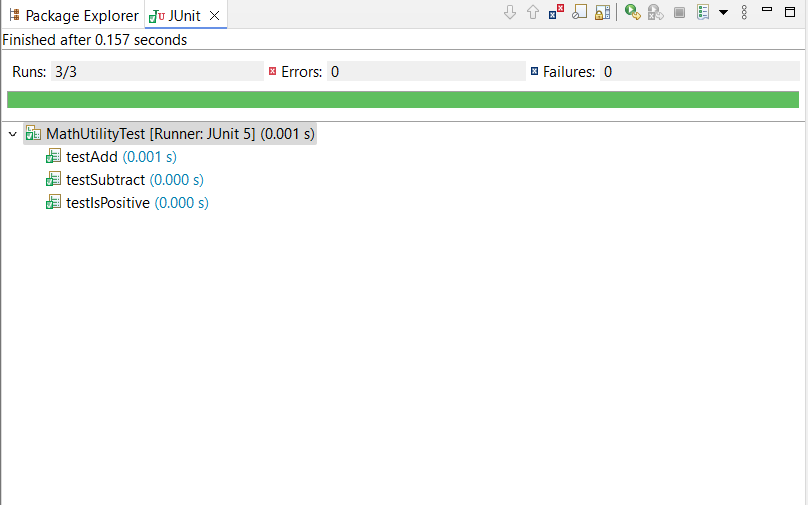 Package Explorer JUnit
Finished after 0.157 seconds
Runs: 3/3 Errors: 0 Failures: 0
MathUtilityTest [Runner: JUnit 5] (0.001 s)
testAdd (0.001 s)
testSubtract (0.000 s)
testIsPositive (0.000 s)